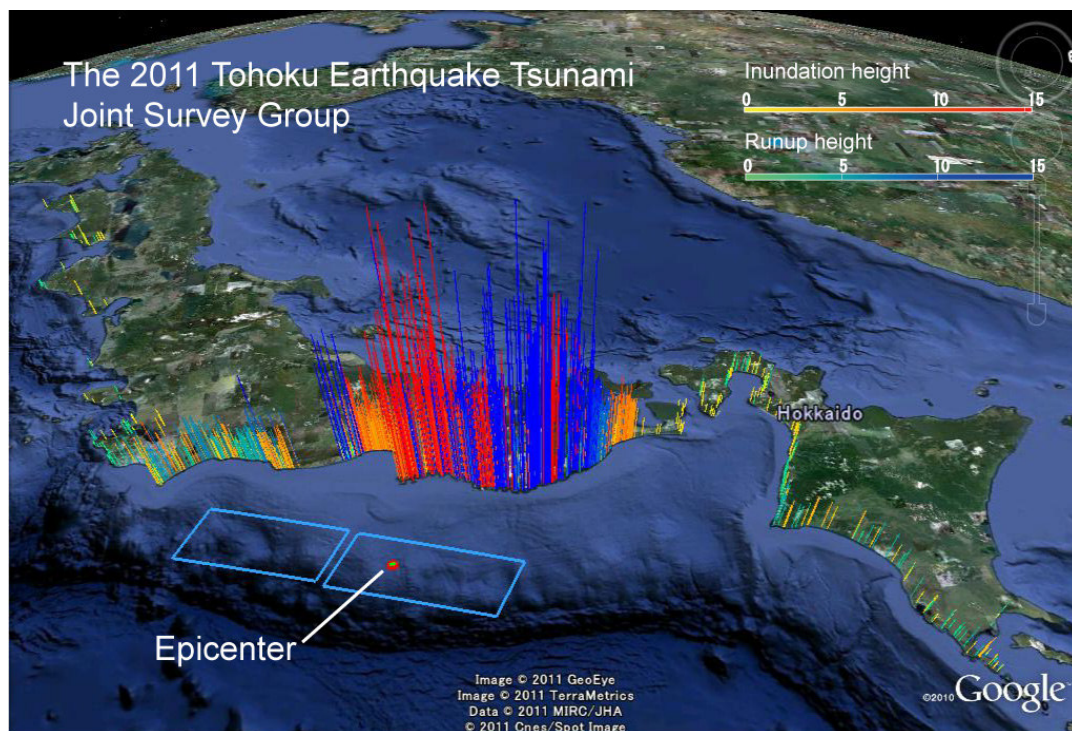 The 2011 Tohoku Earthquake Tsunami
Joint Survey Group
Inundation height
0 5 10 15
Runup height
0 5 10 15
Hokkaido
Epicenter
Image © 2011 GeoEye
Image © 2011 TerraMetrics
Data © 2011 MIRC/JHA
© 2011 Cnes/Spot Image
©2010 Google™